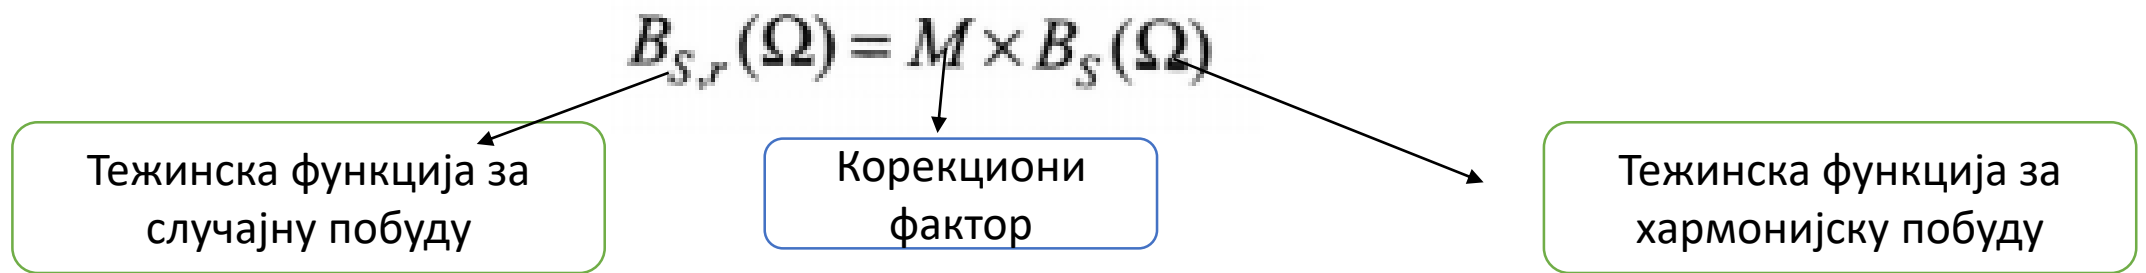 B_{S,r}(Ω) = M × B_S(Ω)
Тежинска функција за
случајну побуду
Корекциони
фактор
Тежинска функција за
хармонијску побуду